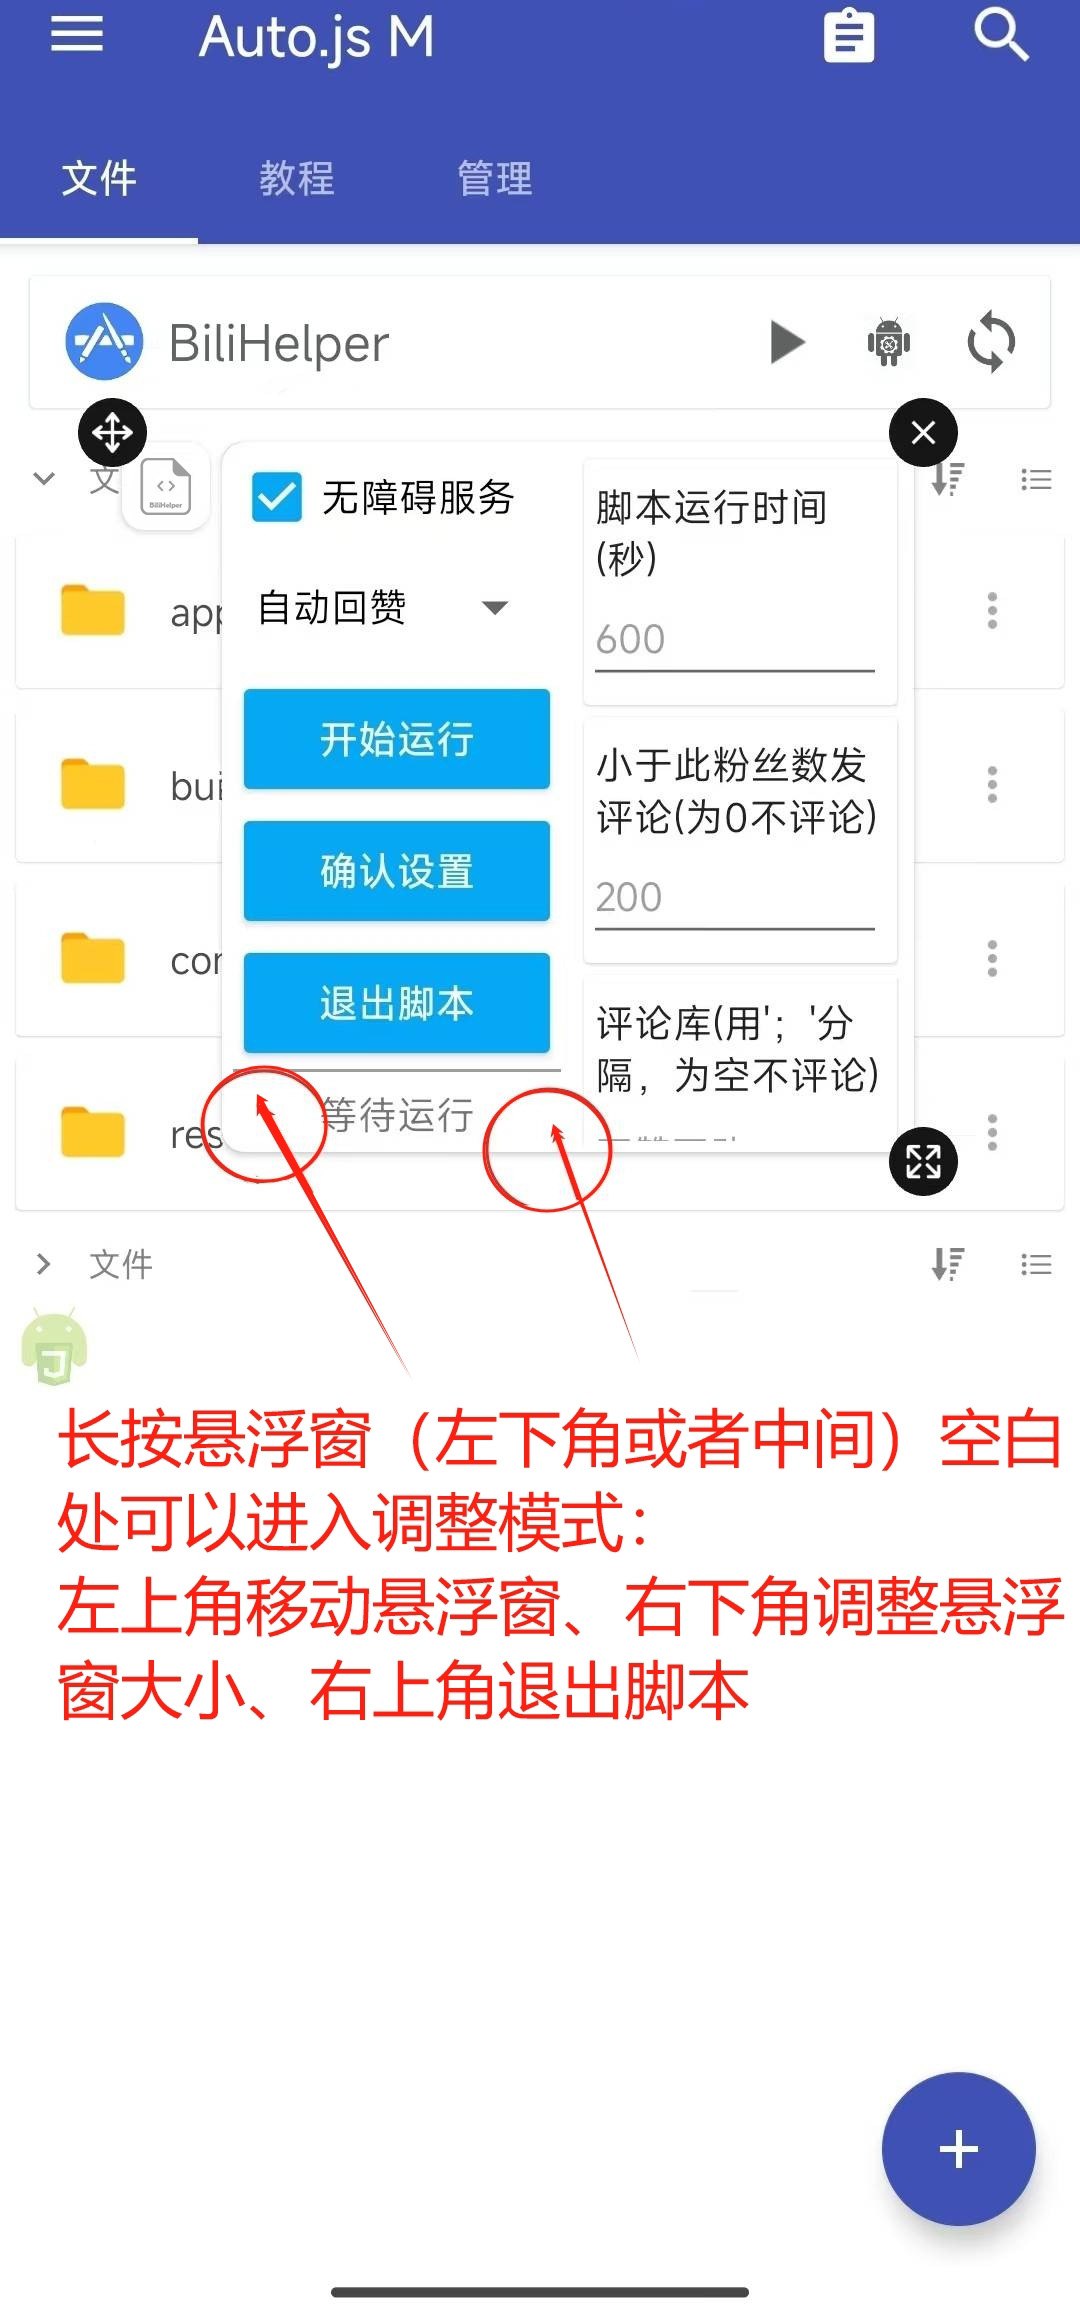 Auto.js M
文件
教程
管理
BiliHelper
文
BiliHelper
无障碍服务
自动回赞
开始运行
确认设置
退出脚本
等待运行
脚本运行时间
(秒)
600
小于此粉丝数发
评论(为0不评论)
200
评论库(用'；'分
隔，为空不评论)
app
bui
con
res
文件
长按悬浮窗（左下角或者中间）空白
处可以进入调整模式：
左上角移动悬浮窗、右下角调整悬浮
窗大小、右上角退出脚本